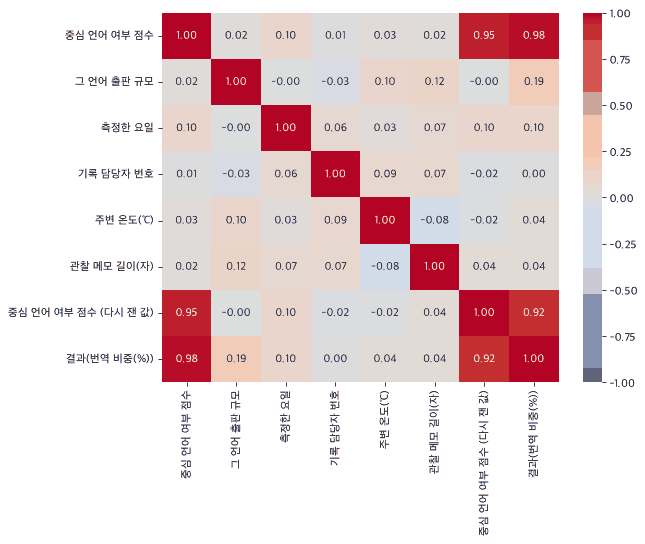 중심 언어 여부 점수 1.00 0.02 0.10 0.01 0.03 0.02 0.95 0.98
그 언어 출판 규모 0.02 1.00 -0.00 -0.03 0.10 0.12 -0.00 0.19
측정한 요일 0.10 -0.00 1.00 0.06 0.03 0.07 0.10 0.10
기록 담당자 번호 0.01 -0.03 0.06 1.00 0.09 0.07 -0.02 0.00
주변 온도(℃) 0.03 0.10 0.03 0.09 1.00 -0.08 -0.02 0.04
관찰 메모 길이(자) 0.02 0.12 0.07 0.07 -0.08 1.00 0.04 0.04
중심 언어 여부 점수 (다시 잰 값) 0.95 -0.00 0.10 -0.02 -0.02 0.04 1.00 0.92
결과(번역 비중(%)) 0.98 0.19 0.10 0.00 0.04 0.04 0.92 1.00
중심 언어 여부 점수
그 언어 출판 규모
측정한 요일
기록 담당자 번호
주변 온도(℃)
관찰 메모 길이(자)
중심 언어 여부 점수 (다시 잰 값)
결과(번역 비중(%))
1.00
0.75
0.50
0.25
0.00
-0.25
-0.50
-0.75
-1.00